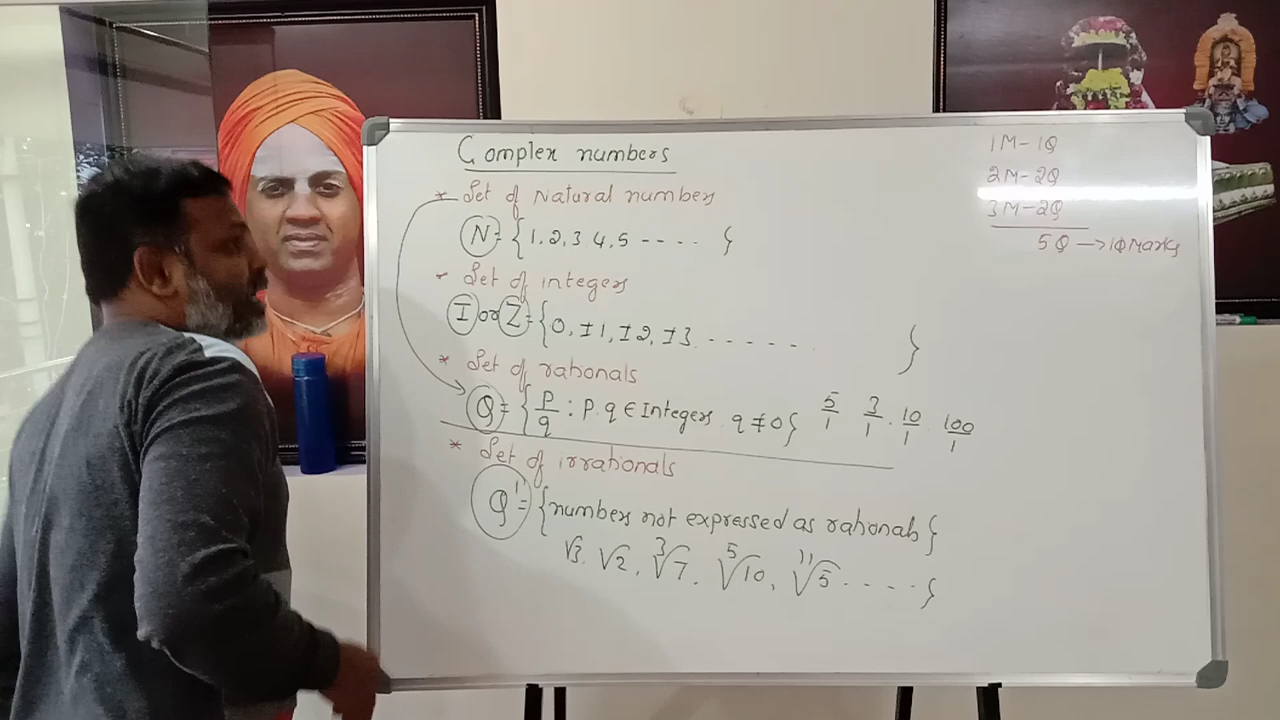 Complex numbers
* Set of Natural numbers
N = { 1, 2, 3 4, 5 - - - - }
* Set of integers
I or Z = { 0, ±1, ±2, ±3. - - - - - - }
* Set of rationals
Q = { p/q : p. q ∈ Integers. q ≠ 0 } 5/1 3/1 . 10/1 100/1
* Set of irrationals
Q' = { numbers not expressed as rationals }
√3. √2, ∛7, ⁵√10, ¹¹√5 - - - - - }
1M-1Q
2M-2Q
3M-2Q
5Q → 10 Marks